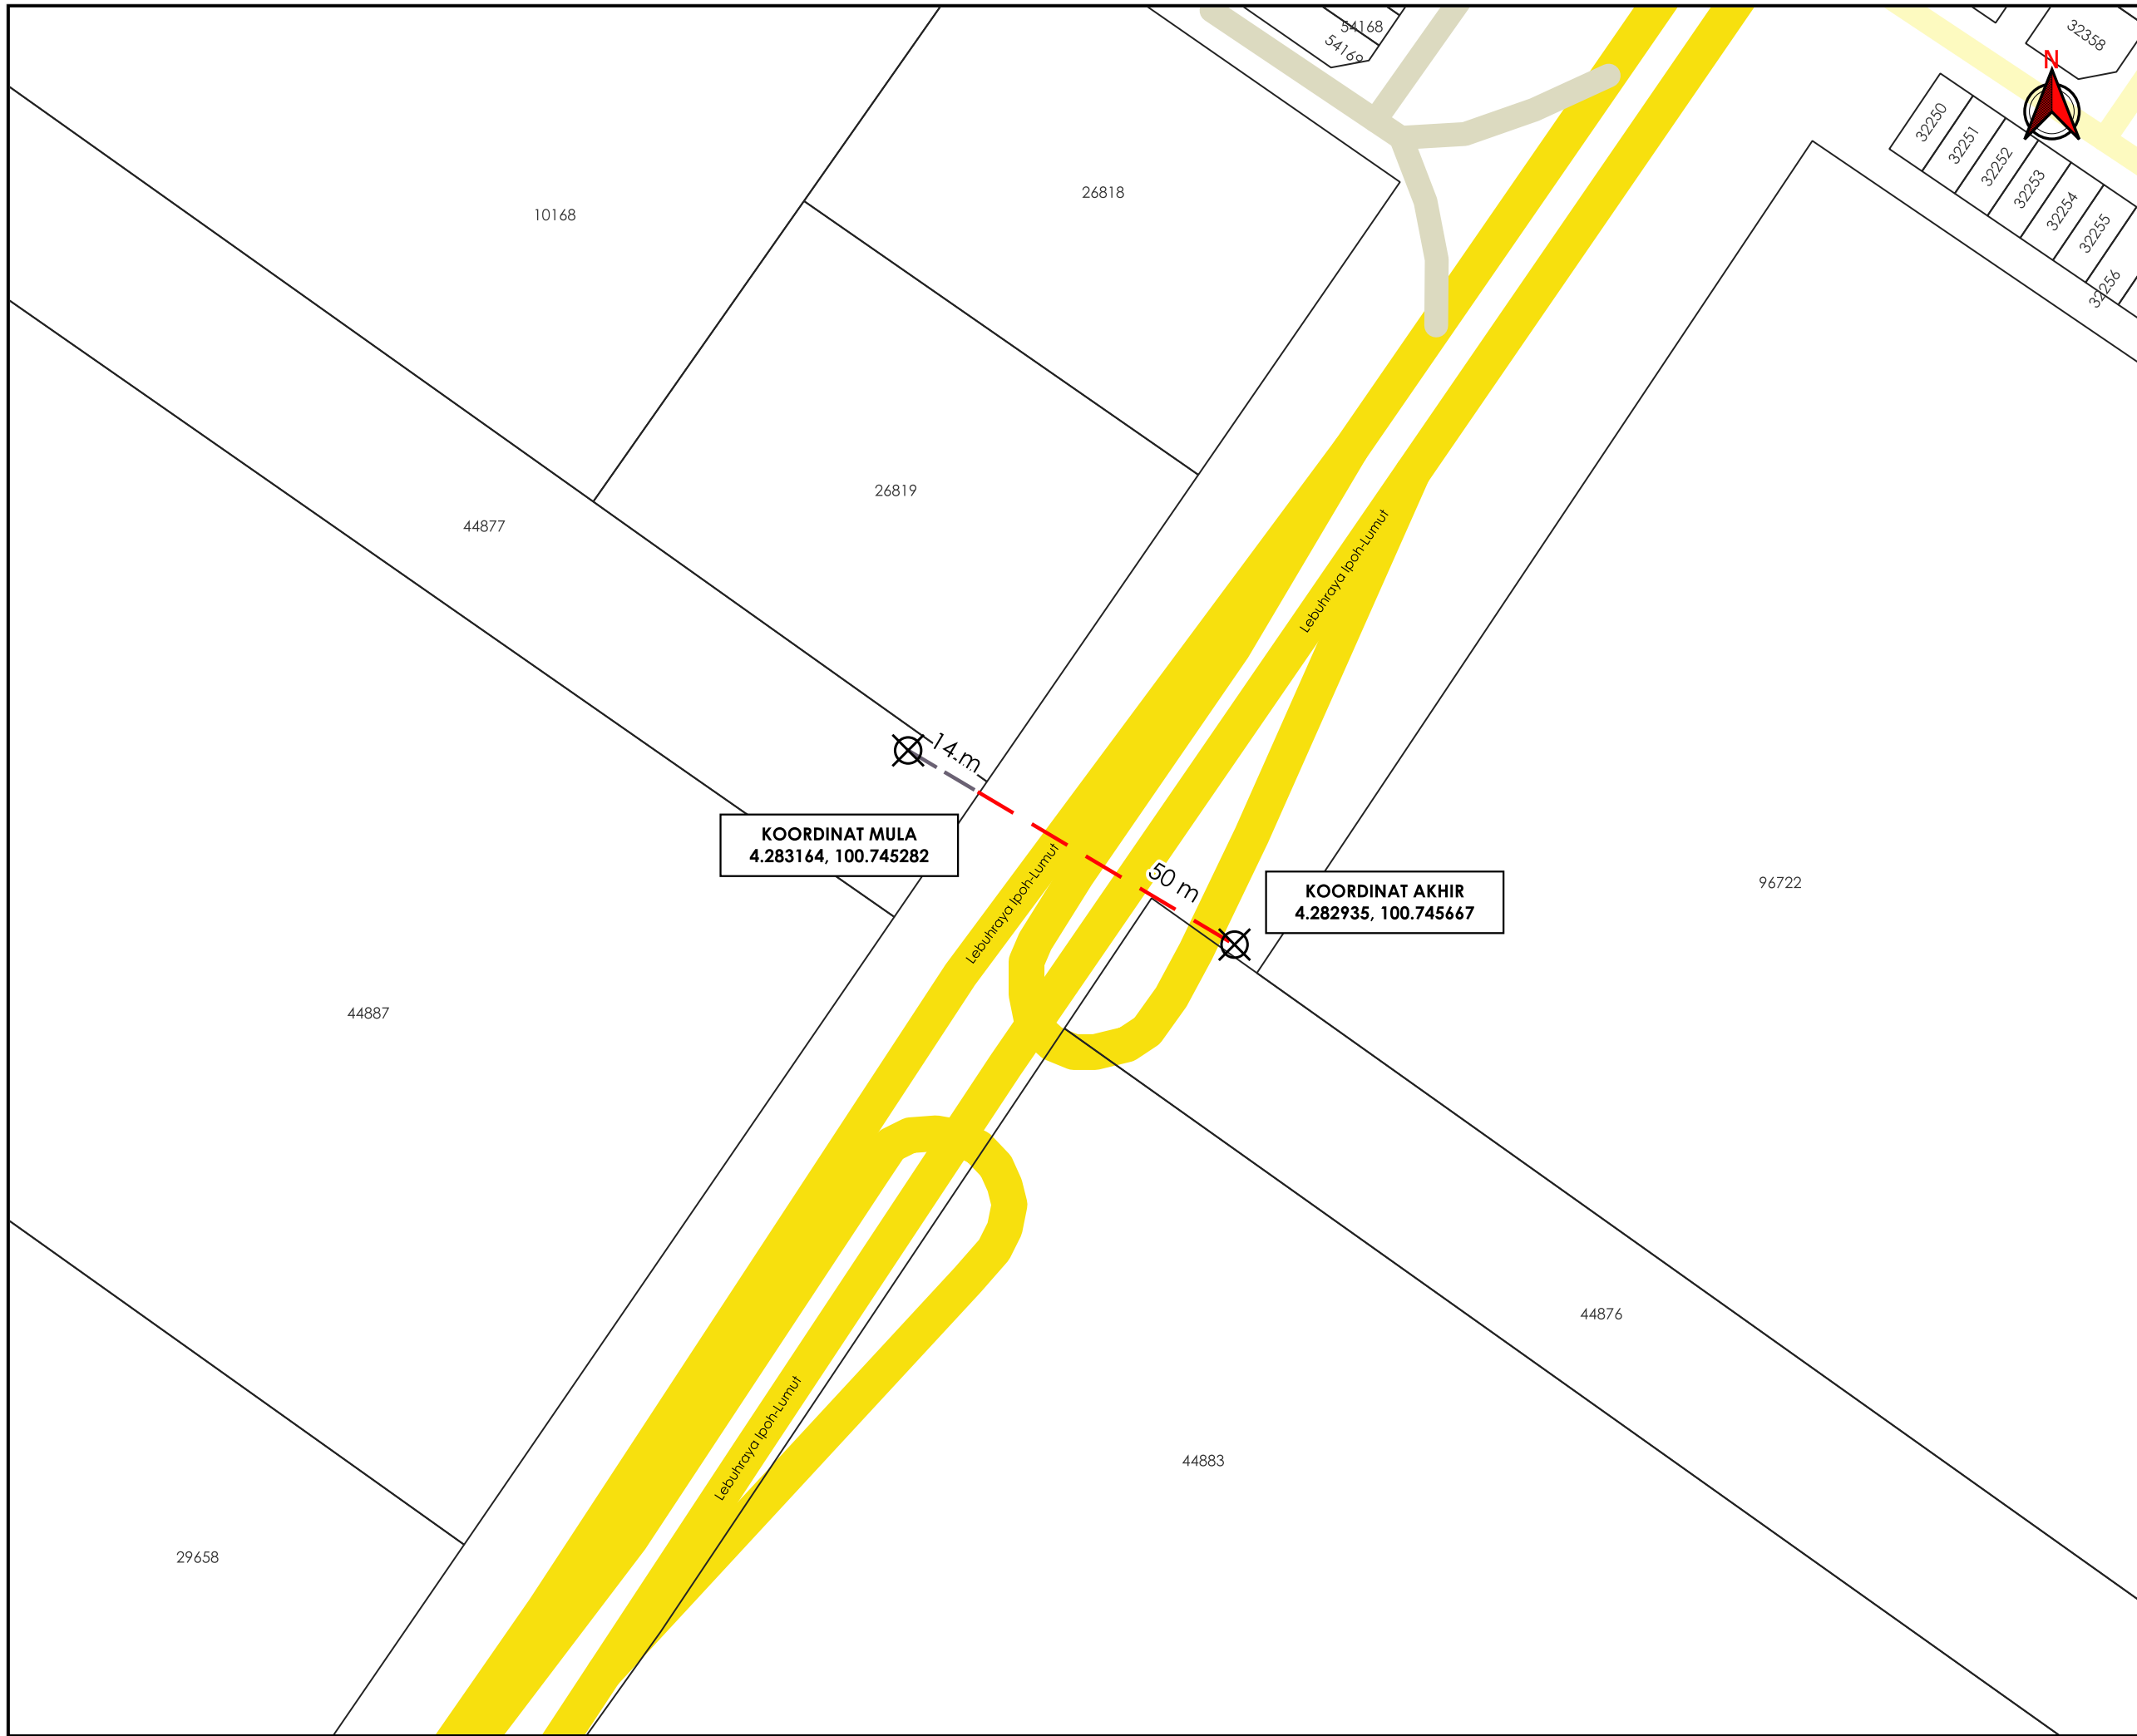 54168
54169
32358
N
32250
32251
32252
32253
32254
32255
32256
10168
26818
26819
44877
Lebuhraya Ipoh-Lumut
14 m
KOORDINAT MULA
4.283164, 100.745282
Lebuhraya Ipoh-Lumut
50 m
KOORDINAT AKHIR
4.282935, 100.745667
96722
44887
44876
Lebuhraya Ipoh-Lumut
44883
29658